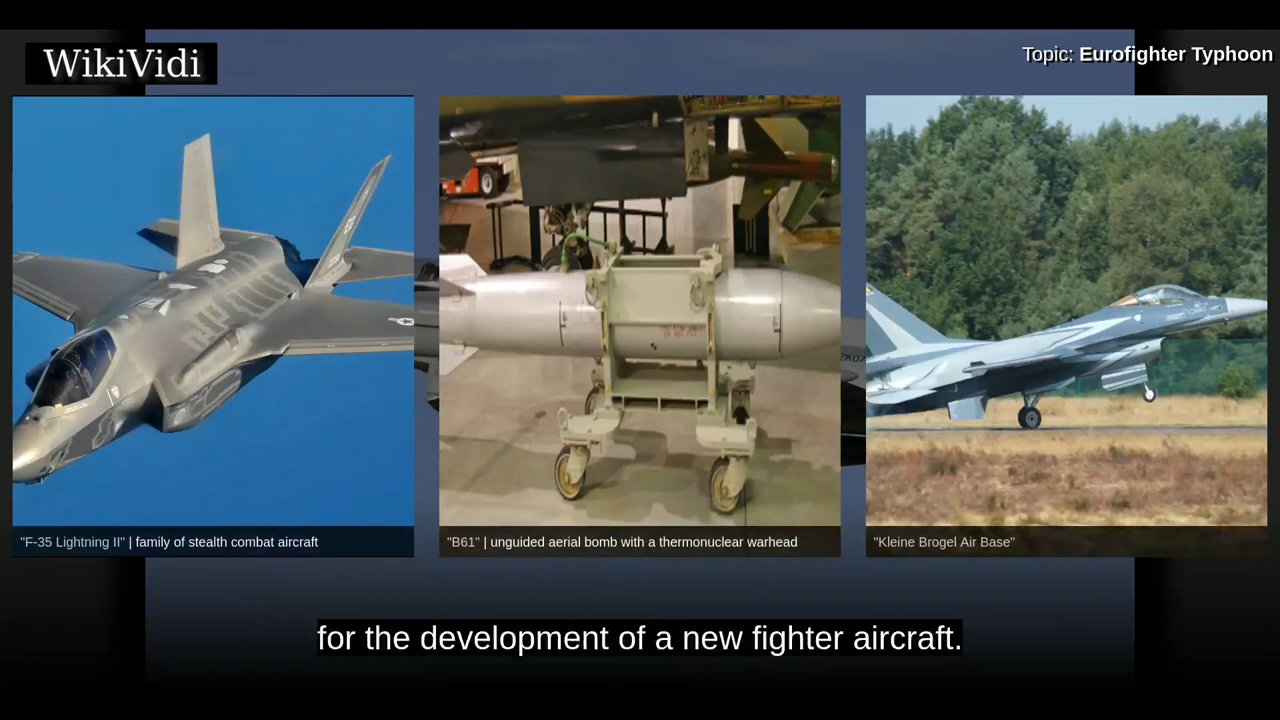 WikiVidi
Topic: Eurofighter Typhoon
"F-35 Lightning II" | family of stealth combat aircraft
"B61" | unguided aerial bomb with a thermonuclear warhead
"Kleine Brogel Air Base"
for the development of a new fighter aircraft.